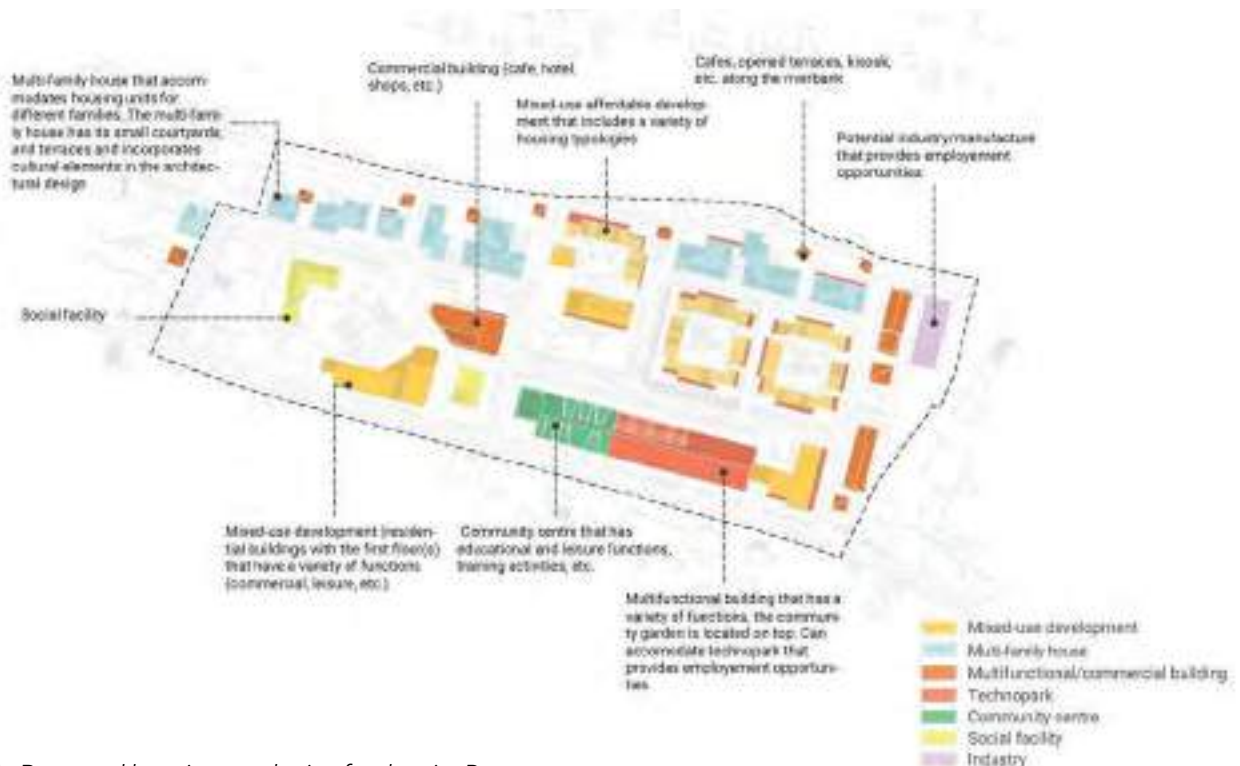 Multi-family house that accom-
modates housing units for
different families. The multi-fami-
ly house has its small courtyards
and terraces and incorporates
cultural elements in the architec-
tural design
Commercial building (cafe, hotel,
shops, etc.)
Mixed-use affordable develop-
ment that includes a variety of
housing typologies
Cafes, opened terraces, kiosk,
etc. along the riverbank
Potential industry/manufacture
that provides employement
opportunities
Social facility
Mixed-use development (residen-
tial buildings with the first floor(s)
that have a variety of functions
(commercial, leisure, etc.)
Community centre that has
educational and leisure functions,
training activities, etc.
Multifunctional building that has a
variety of functions, the communi-
ty garden is located on top. Can
accomodate technopark that
provides employement opportuni-
ties
Mixed-use development
Multi-family house
Multifunctional/commercial building
Technopark
Community centre
Social facility
Industry